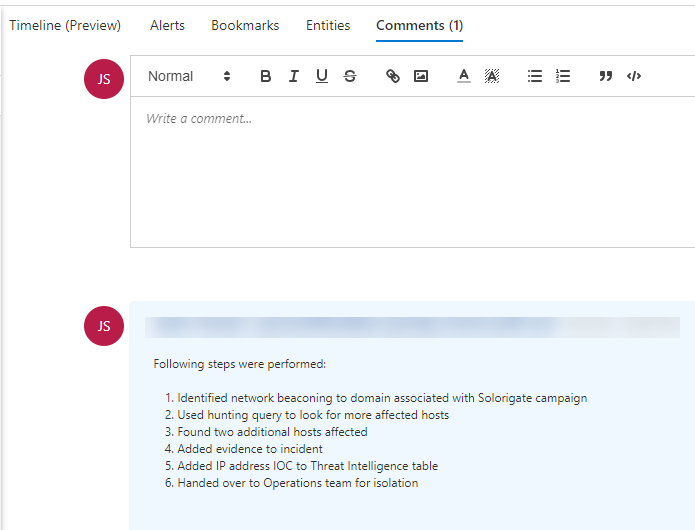 Timeline (Preview) Alerts Bookmarks Entities Comments (1)
JS
Normal B I U S A A
Write a comment...
JS
Following steps were performed:
1. Identified network beaconing to domain associated with Solorigate campaign
2. Used hunting query to look for more affected hosts
3. Found two additional hosts affected
4. Added evidence to incident
5. Added IP address IOC to Threat Intelligence table
6. Handed over to Operations team for isolation